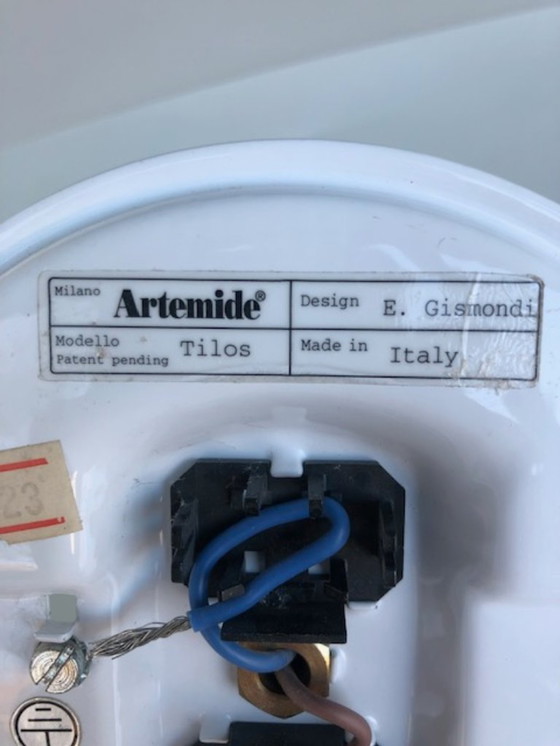 Milano Artemide® Design E. Gismondi
Modello Tilos Made in Italy
Patent pending
23